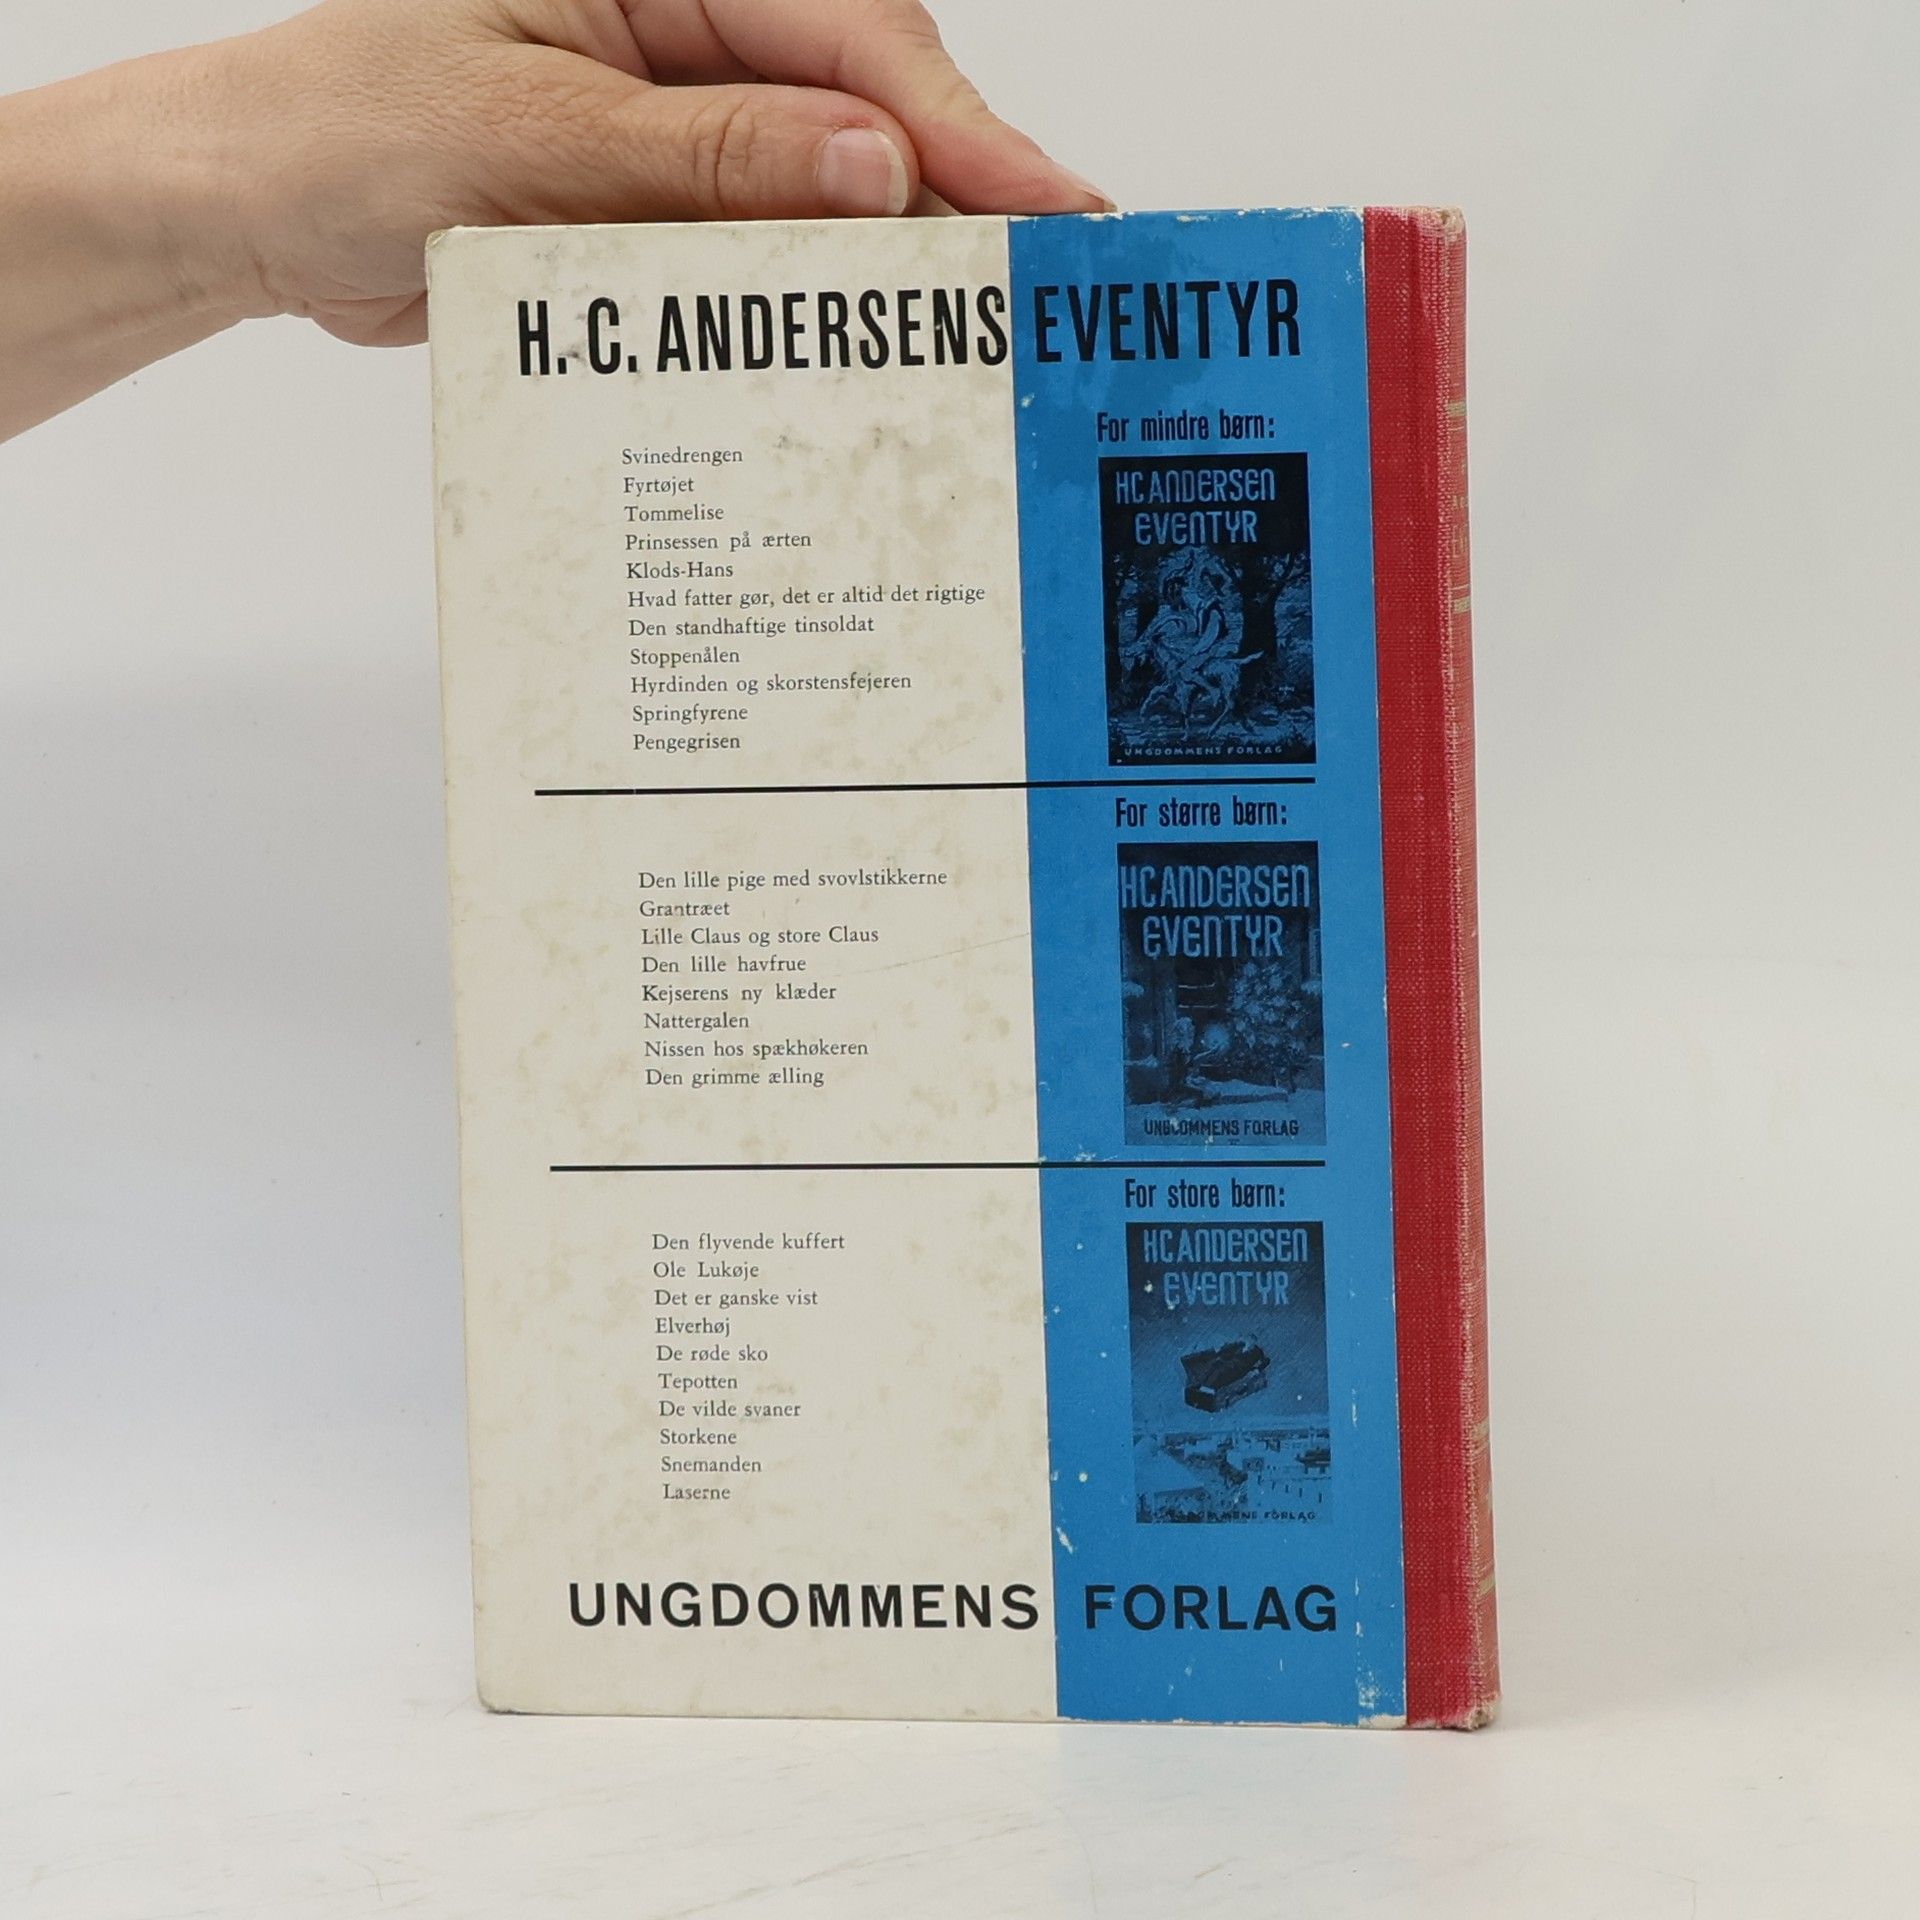 H. C. ANDERSENS EVENTYR
For mindre børn:
Svinedrengen
Fyrtøjet
Tommelise
Prinsessen på ærten
Klods-Hans
Hvad fatter gør, det er altid det rigtige
Den standhaftige tinsoldat
Stoppenålen
Hyrdinden og skorstensfejeren
Springfyrene
Pengegrisen
HC ANDERSEN
EVENTYR
UNGDOMMENS FORLAG
For større børn:
Den lille pige med svovlstikkerne
Grantræet
Lille Claus og store Claus
Den lille havfrue
Kejserens ny klæder
Nattergalen
Nissen hos spækhøkeren
Den grimme ælling
HC ANDERSEN
EVENTYR
UNGDOMMENS FORLAG
II
For store børn:
Den flyvende kuffert
Ole Lukøje
Det er ganske vist
Elverhøj
De røde sko
Tepotten
De vilde svaner
Storkene
Snemanden
Laserne
HC ANDERSEN
EVENTYR
FORLAG
UNGDOMMENS FORLAG